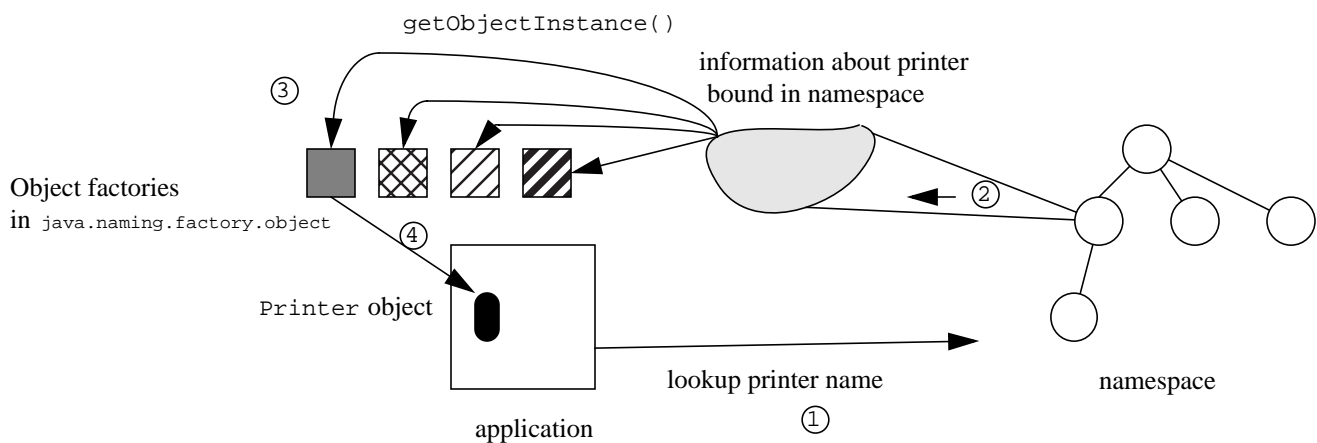 getObjectInstance()
information about printer
bound in namespace
3
2
Object factories
in java.naming.factory.object
4
Printer object
lookup printer name
namespace
1
application